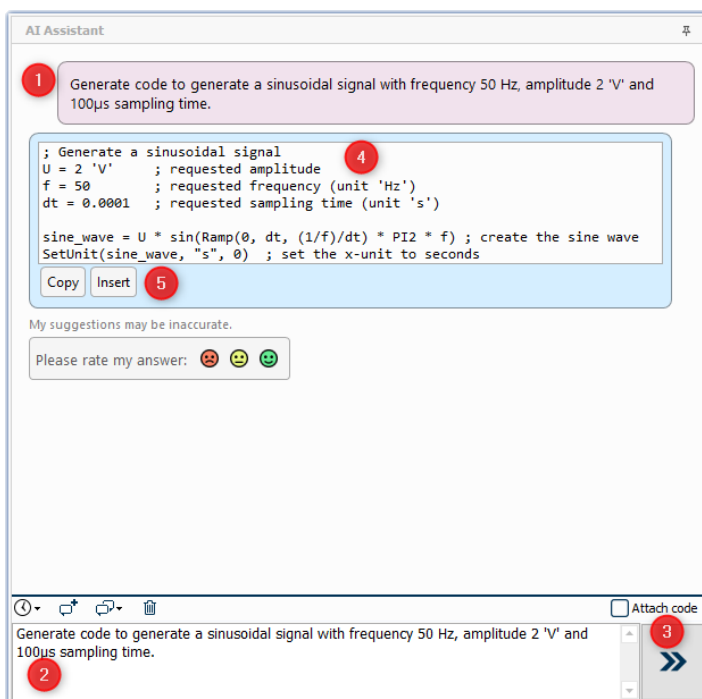 AI Assistant
1
Generate code to generate a sinusoidal signal with frequency 50 Hz, amplitude 2 'V' and
100µs sampling time.
; Generate a sinusoidal signal
4
U = 2 'V'     ; requested amplitude
f = 50        ; requested frequency (unit 'Hz')
dt = 0.0001   ; requested sampling time (unit 's')
sine_wave = U * sin(Ramp(0, dt, (1/f)/dt) * PI2 * f) ; create the sine wave
SetUnit(sine_wave, "s", 0)  ; set the x-unit to seconds
Copy Insert 5
My suggestions may be inaccurate.
Please rate my answer:
Attach code
Generate code to generate a sinusoidal signal with frequency 50 Hz, amplitude 2 'V' and
100µs sampling time.
3
2